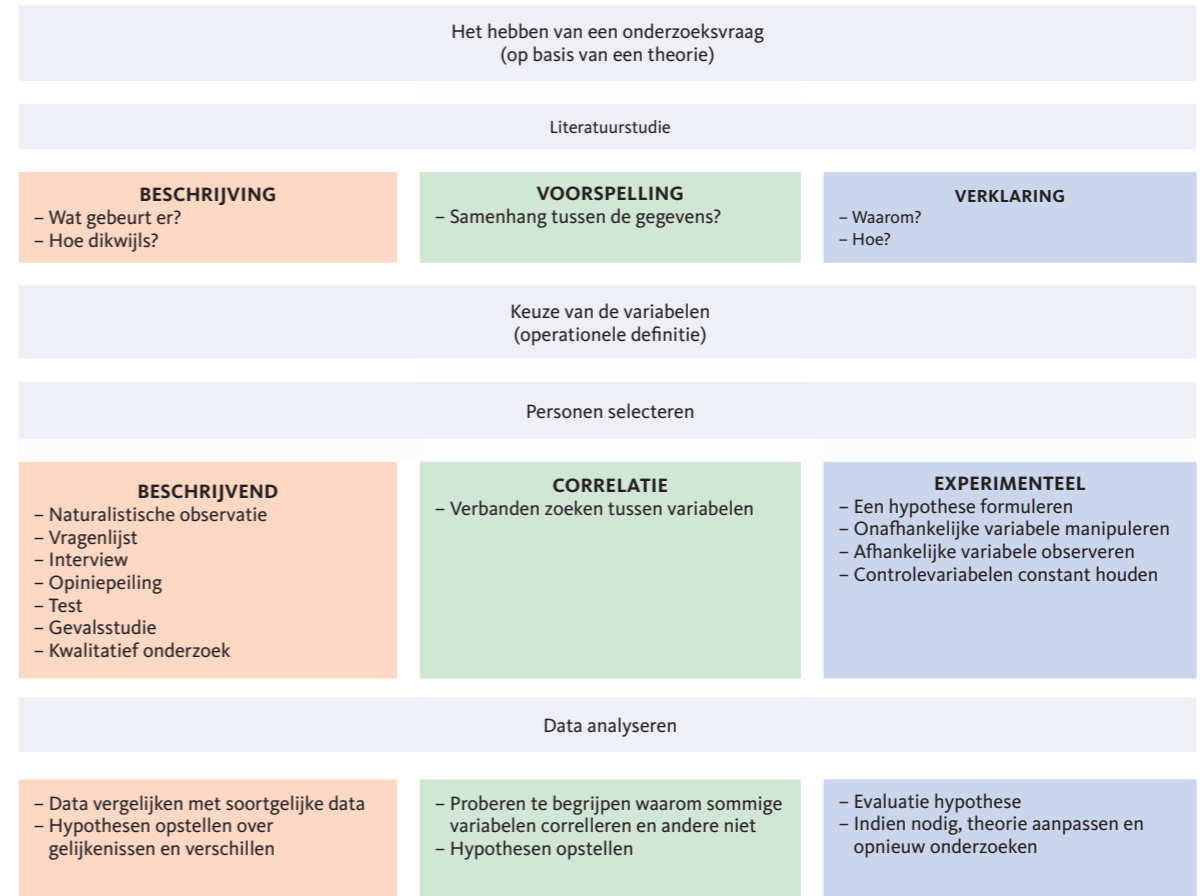 Het hebben van een onderzoeksvraag
(op basis van een theorie)
Literatuurstudie
BESCHRIJVING
– Wat gebeurt er?
– Hoe dikwijls?
VOORSPELLING
– Samenhang tussen de gegevens?
VERKLARING
– Waarom?
– Hoe?
Keuze van de variabelen
(operationele definitie)
Personen selecteren
BESCHRIJVEND
– Naturalistische observatie
– Vragenlijst
– Interview
– Opiniepeiling
– Test
– Gevalsstudie
– Kwalitatief onderzoek
CORRELATIE
– Verbanden zoeken tussen variabelen
EXPERIMENTEEL
– Een hypothese formuleren
– Onafhankelijke variabele manipuleren
– Afhankelijke variabele observeren
– Controlevariabelen constant houden
Data analyseren
– Data vergelijken met soortgelijke data
– Hypothesen opstellen over
gelijkenissen en verschillen
– Proberen te begrijpen waarom sommige
variabelen correlleren en andere niet
– Hypothesen opstellen
– Evaluatie hypothese
– Indien nodig, theorie aanpassen en
opnieuw onderzoeken